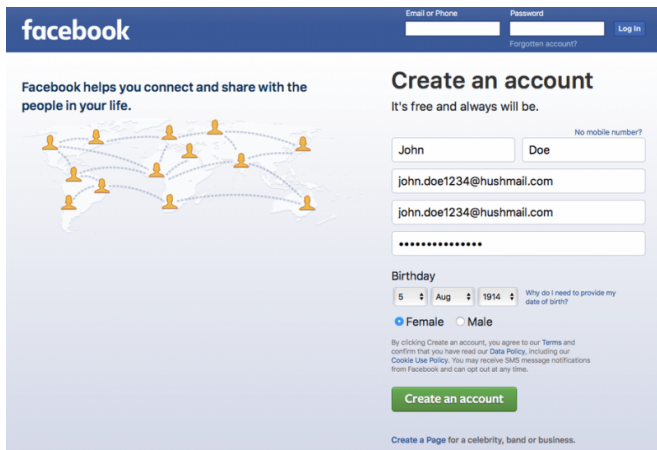 facebook
Email or Phone
Password
Log In
Forgotten account?
Facebook helps you connect and share with the
people in your life.
Create an account
It's free and always will be.
No mobile number?
John
Doe
john.doe1234@hushmail.com
john.doe1234@hushmail.com
•••••••••••••••
Birthday
5
Aug
1914
Why do I need to provide my
date of birth?
Female
Male
By clicking Create an account, you agree to our Terms and
confirm that you have read our Data Policy, including our
Cookie Use Policy. You may receive SMS message notifications
from Facebook and can opt out at any time.
Create an account
Create a Page for a celebrity, band or business.